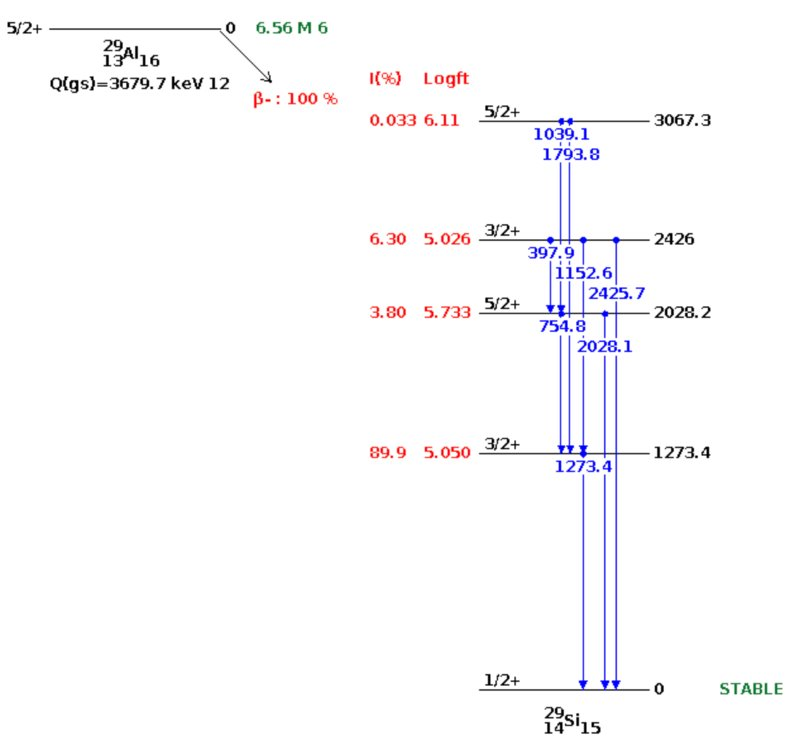 5/2+ 0 6.56 M 6
29
13Al16
Q(gs)=3679.7 keV 12
β- : 100 %
I(%) Logft
0.033 6.11 5/2+ 3067.3
1039.1
1793.8
6.30 5.026 3/2+ 2426
397.9
1152.6
2425.7
3.80 5.733 5/2+ 2028.2
754.8
2028.1
89.9 5.050 3/2+ 1273.4
1273.4
1/2+ 0 STABLE
29
14Si15